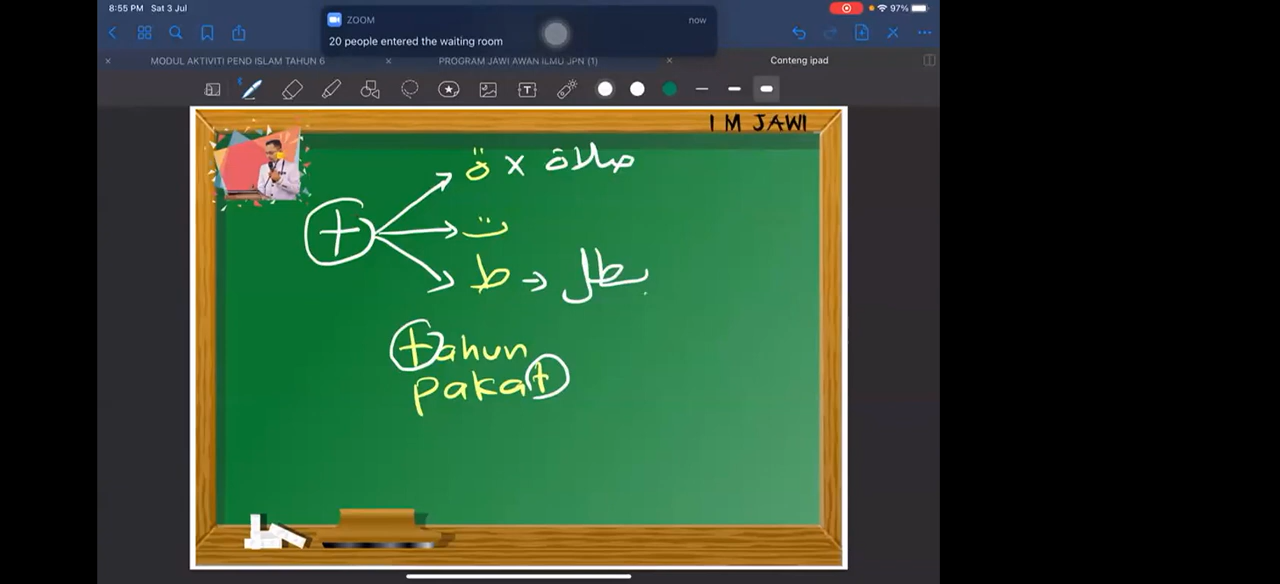 8:55 PM Sat 3 Jul
97%
ZOOM
now
20 people entered the waiting room
MODUL AKTIVITI PEND ISLAM TAHUN 6
PROGRAM JAWI AWAN ILMU JPN (1)
Conteng ipad
T
I M JAWI
ة x صلاة
t
ت
ط → بطل
tahun
pakat